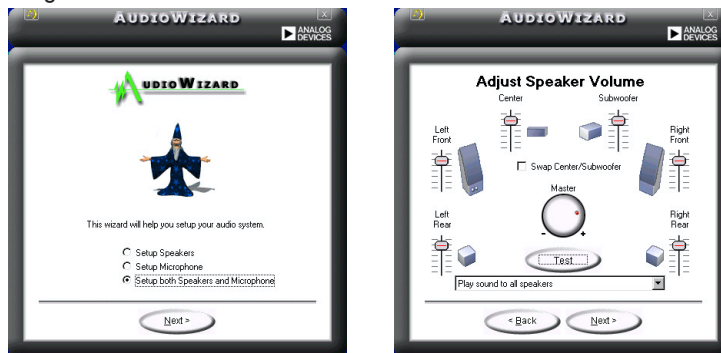 AUDIOWIZARD
ANALOG
DEVICES
AUDIOWIZARD
This wizard will help you setup your audio system.
Setup Speakers
Setup Microphone
Setup both Speakers and Microphone
Next >
AUDIOWIZARD
ANALOG
DEVICES
Adjust Speaker Volume
Center
Subwoofer
Left
Front
Right
Front
Swap Center/Subwoofer
Master
Left
Rear
Right
Rear
- +
Test
Play sound to all speakers
< Back
Next >